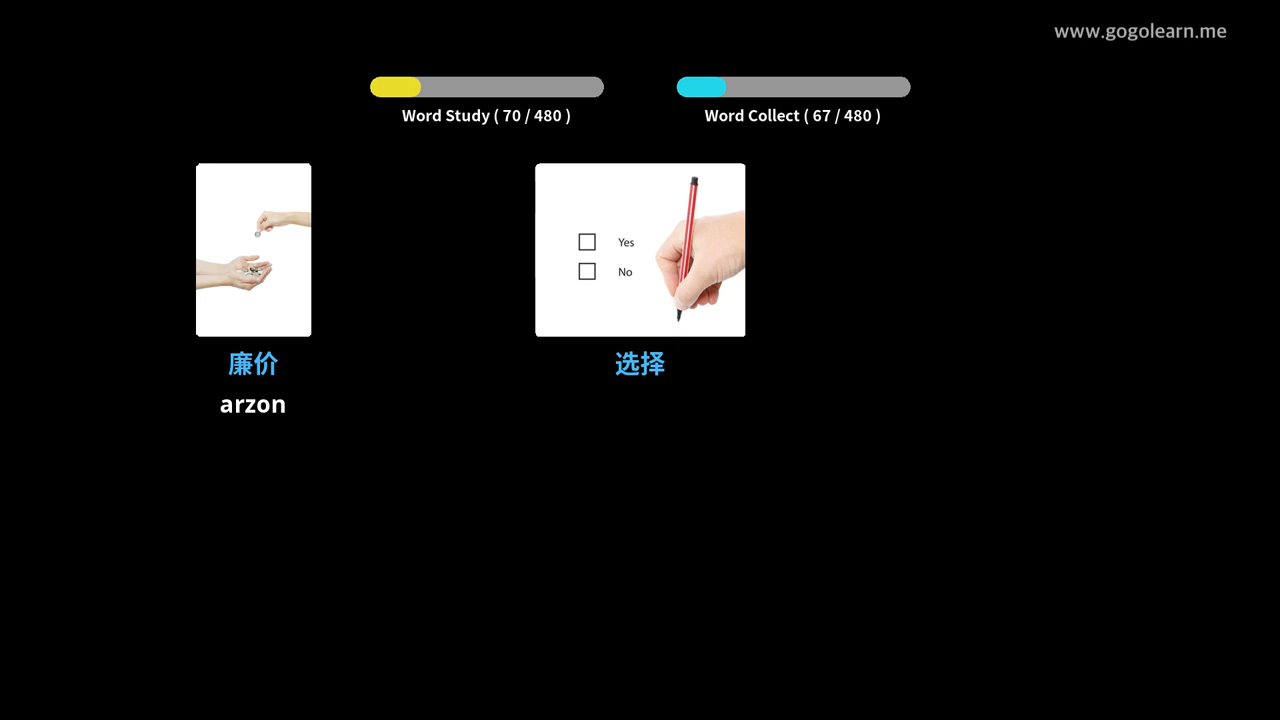 www.gogolearn.me
Word Study ( 70 / 480 )
Word Collect ( 67 / 480 )
Yes
No
廉价
选择
arzon